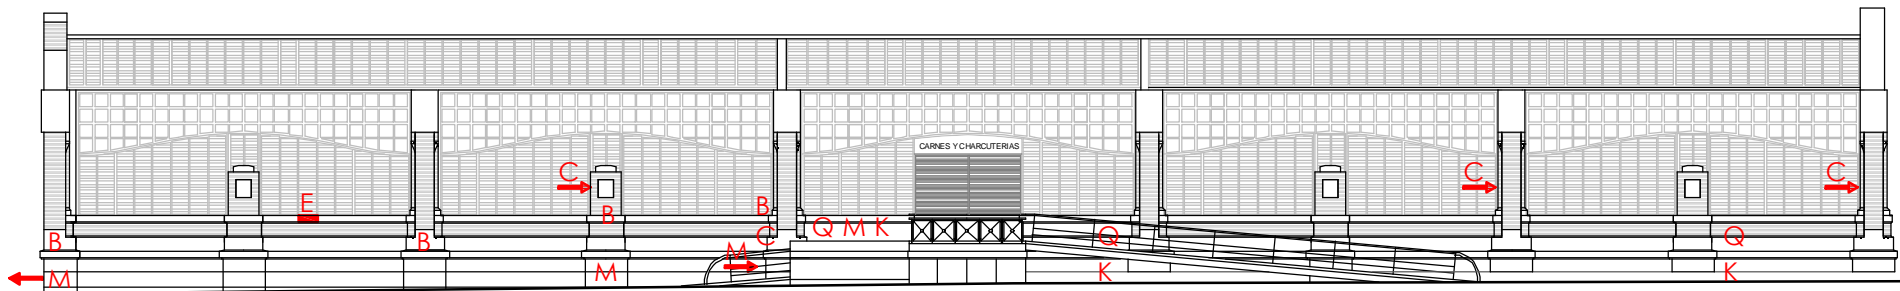 CARNES Y CHARCUTERIAS
C C C
E B B
B B C Q M K Q Q
M
M M K K